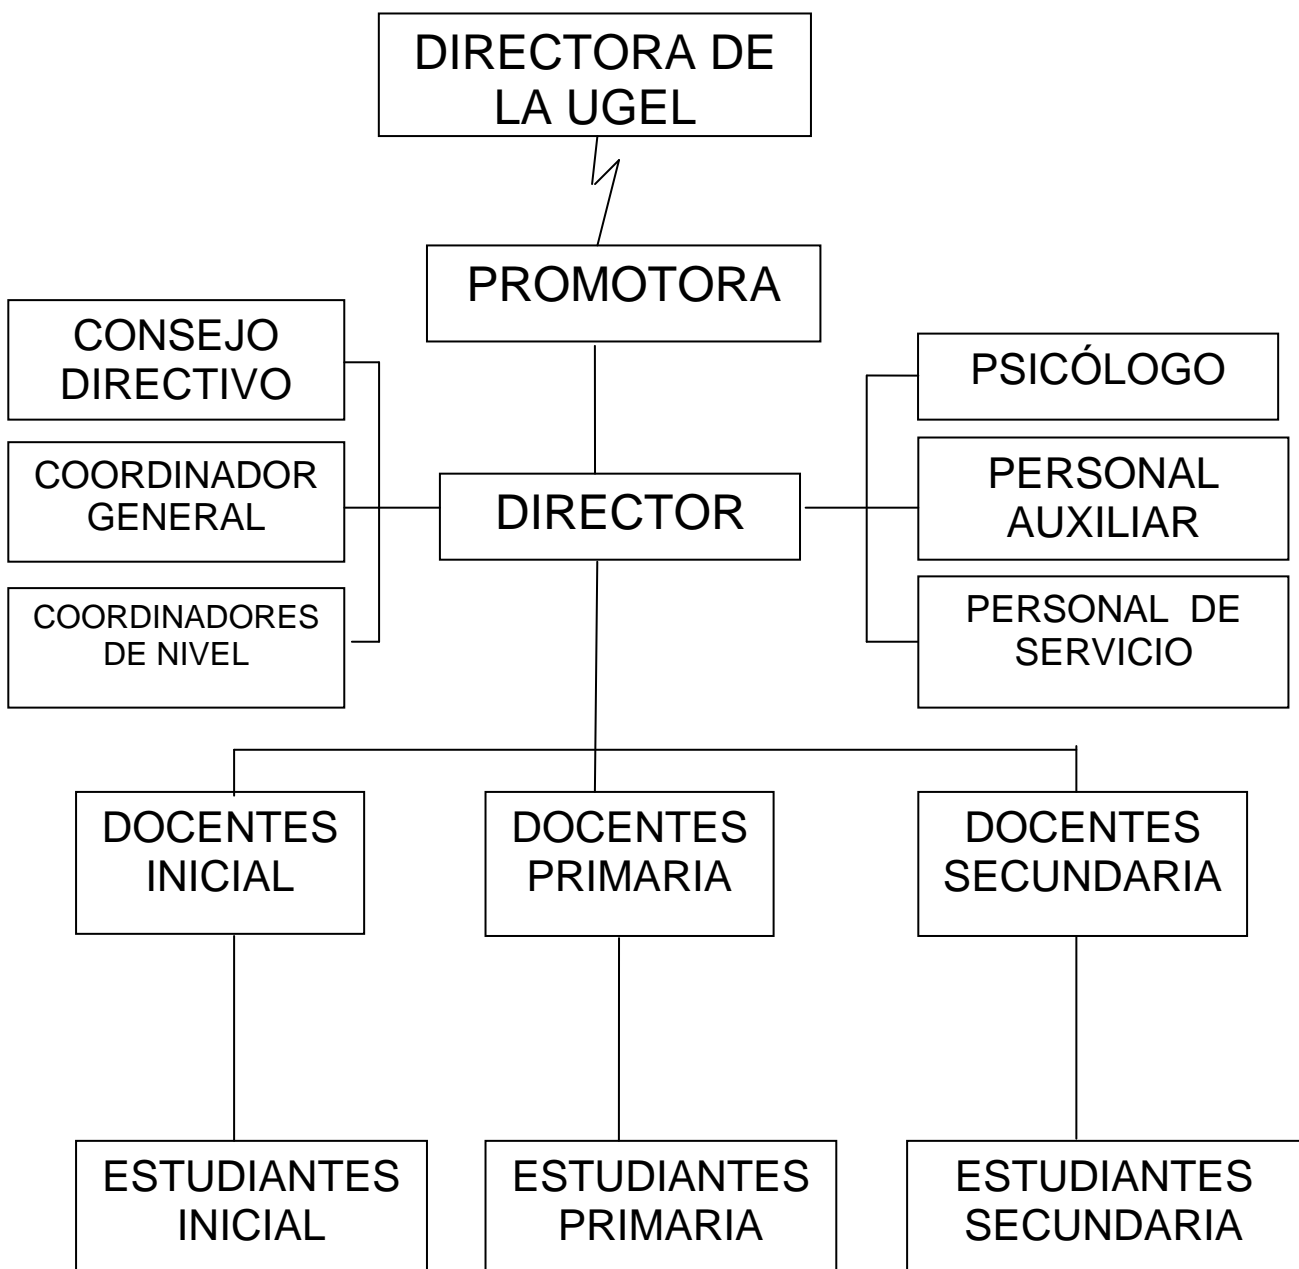 DIRECTORA DE
LA UGEL
PROMOTORA
CONSEJO
DIRECTIVO
PSICÓLOGO
COORDINADOR
GENERAL
DIRECTOR
PERSONAL
AUXILIAR
COORDINADORES
DE NIVEL
PERSONAL DE
SERVICIO
DOCENTES
INICIAL
DOCENTES
PRIMARIA
DOCENTES
SECUNDARIA
ESTUDIANTES
INICIAL
ESTUDIANTES
PRIMARIA
ESTUDIANTES
SECUNDARIA